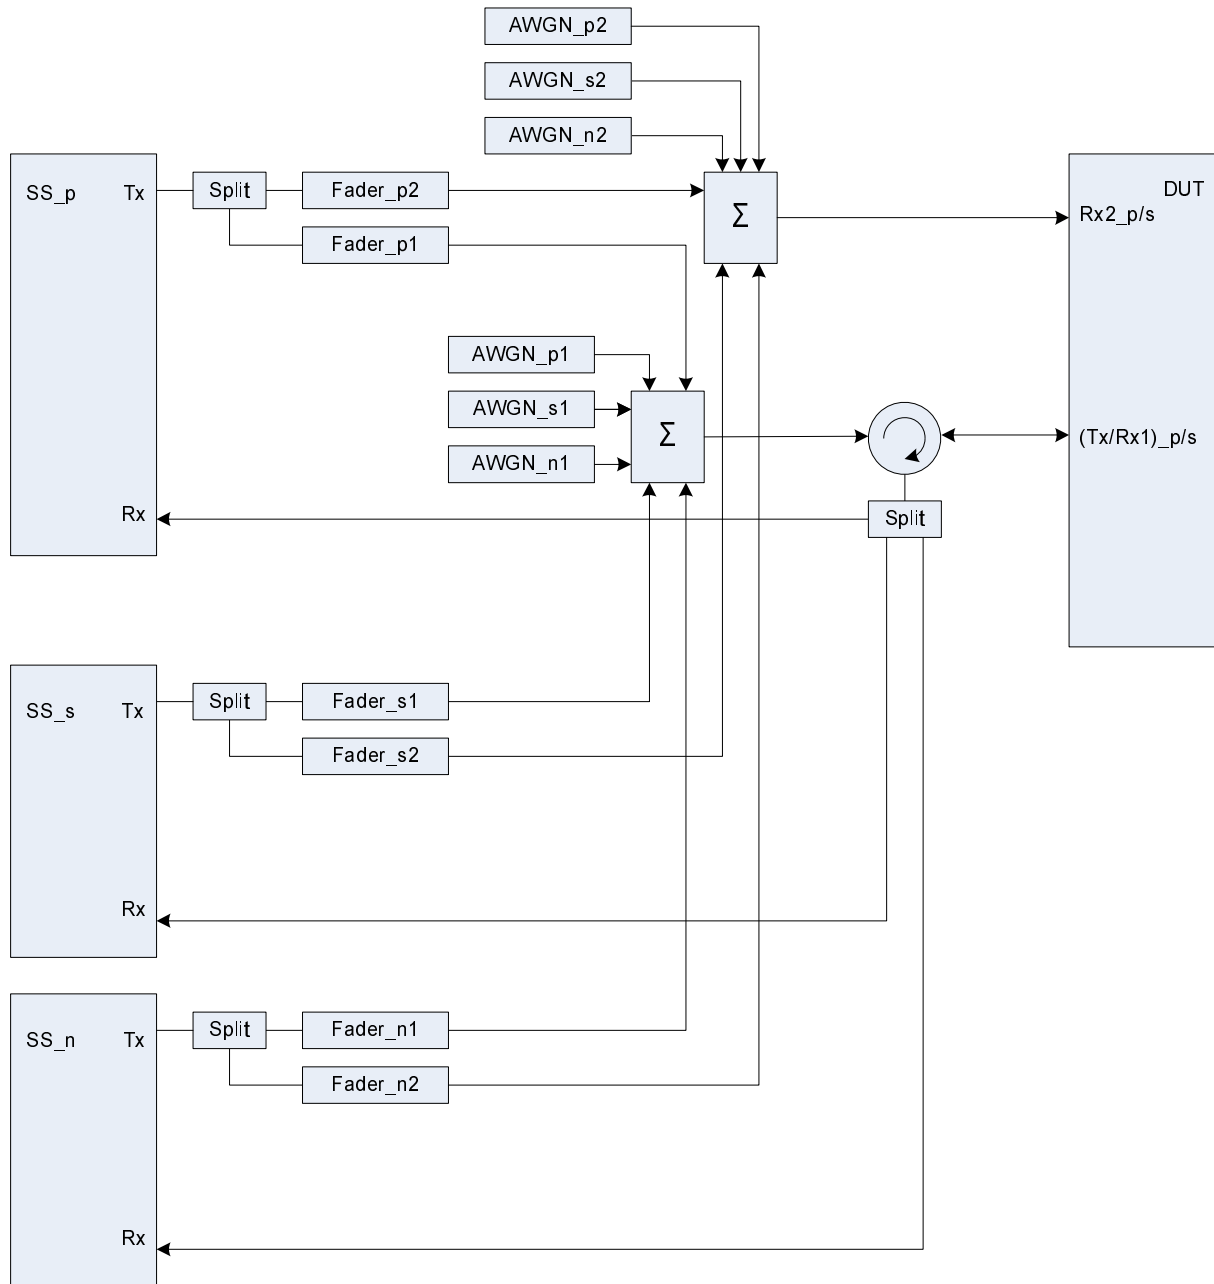 AWGN_p2
AWGN_s2
AWGN_n2
SS_p Tx
Split
Fader_p2
Σ
DUT
Rx2_p/s
Fader_p1
AWGN_p1
AWGN_s1
Σ
AWGN_n1
(Tx/Rx1)_p/s
Rx
Split
SS_s Tx
Split
Fader_s1
Fader_s2
Rx
SS_n Tx
Split
Fader_n1
Fader_n2
Rx